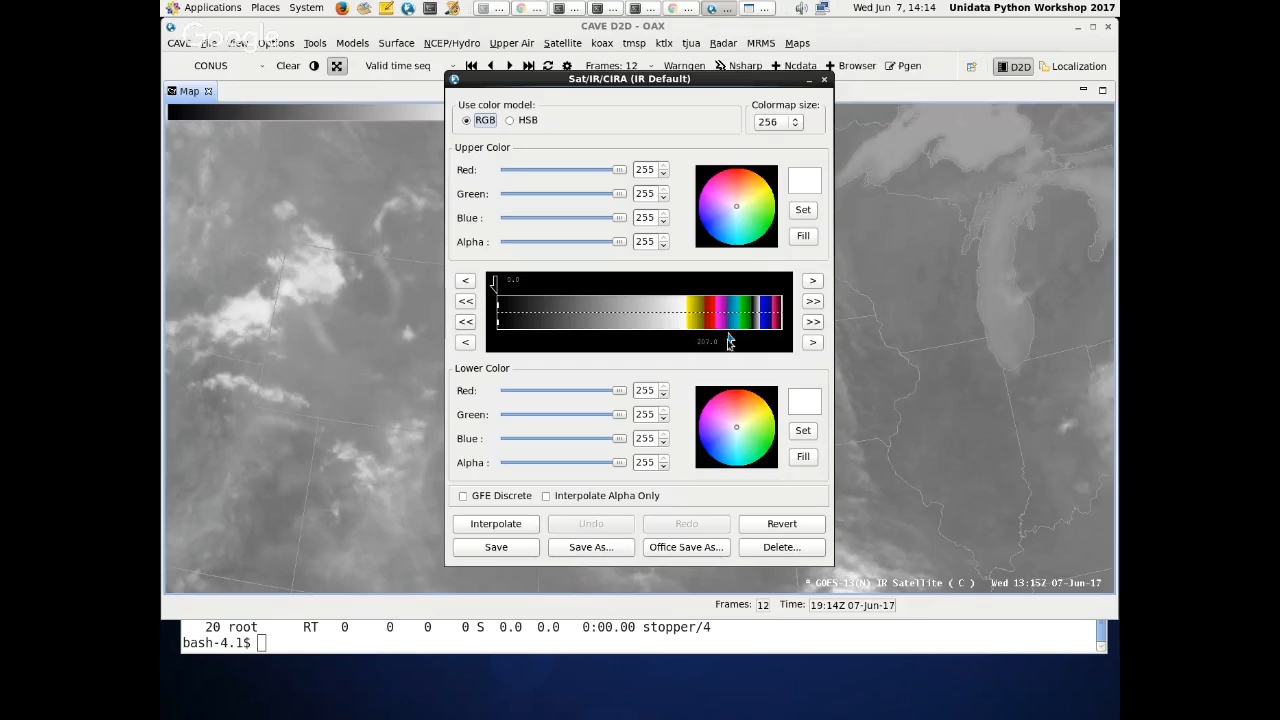 Applications Places System Wed Jun 7, 14:14 Unidata Python Workshop 2017
CAVE D2D - OAX
Google
CAVE File View Options Tools Models Surface NCEP/Hydro Upper Air Satellite koax tmsp ktlx tjua Radar MRMS Maps
CONUS Clear Valid time seq Frames: 12 Warngen Nsharp Ncdata Browser Pgen D2D Localization
Map
Sat/IR/CIRA (IR Default)
Use color model:
RGB HSB
Colormap size:
256
Upper Color
Red: 255
Green: 255
Blue : 255
Alpha : 255
Set
Fill
< 0.0 >
<< >>
<< >>
< 207.0 >
Lower Color
Red: 255
Green: 255
Blue : 255
Alpha : 255
Set
Fill
GFE Discrete Interpolate Alpha Only
Interpolate Undo Redo Revert
Save Save As... Office Save As... Delete...
* GOES-13(N) IR Satellite ( C ) Wed 13:15Z 07-Jun-17
Frames: 12 Time: 19:14Z 07-Jun-17
20 root RT 0 0 0 0 S 0.0 0.0 0:00.00 stopper/4
bash-4.1$